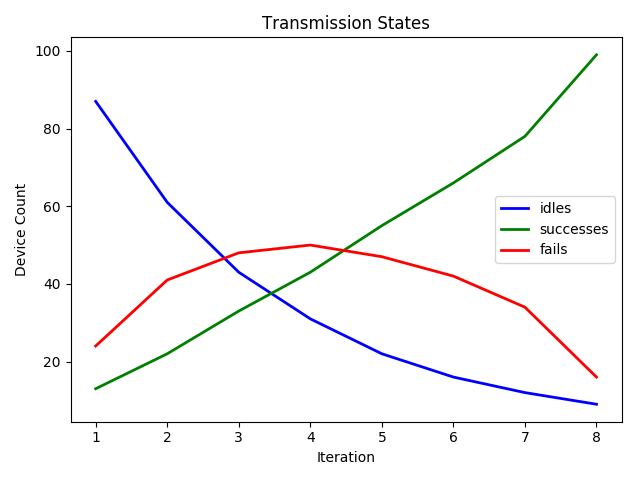 Transmission States
Device Count
100
80
60
40
20
idles
successes
fails
1 2 3 4 5 6 7 8
Iteration